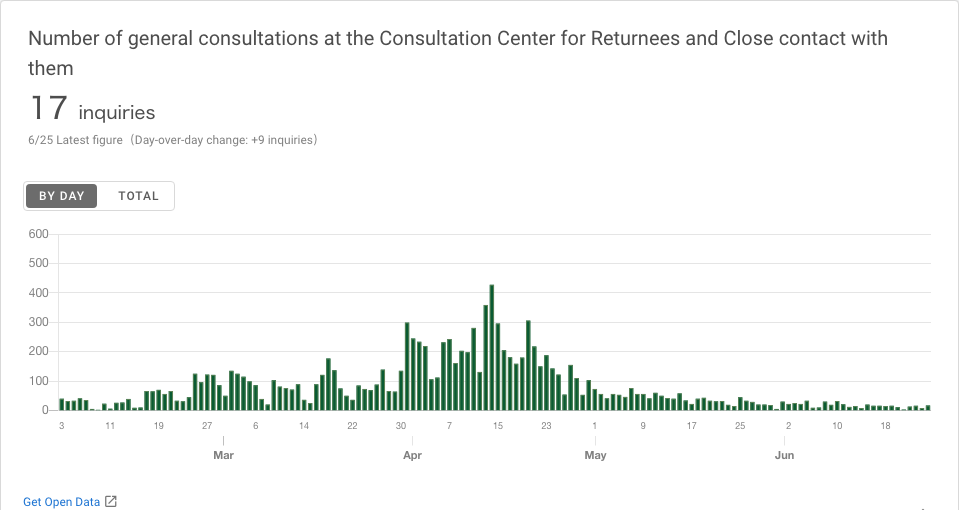 Number of general consultations at the Consultation Center for Returnees and Close contact with
them
17 inquiries
6/25 Latest figure（Day-over-day change: +9 inquiries）
BY DAY TOTAL
600
500
400
300
200
100
0
3 11 19 27 6 14 22 30 7 15 23 1 9 17 25 2 10 18
Mar Apr May Jun
Get Open Data